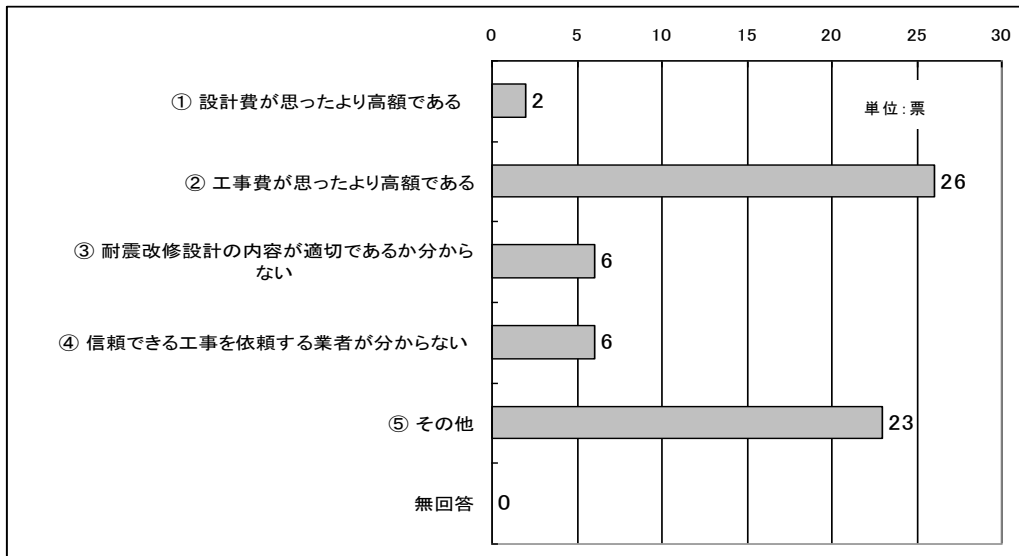 0 5 10 15 20 25 30
① 設計費が思ったより高額である 2
単位：票
② 工事費が思ったより高額である 26
③ 耐震改修設計の内容が適切であるか分から
ない 6
④ 信頼できる工事を依頼する業者が分からない 6
⑤ その他 23
無回答 0